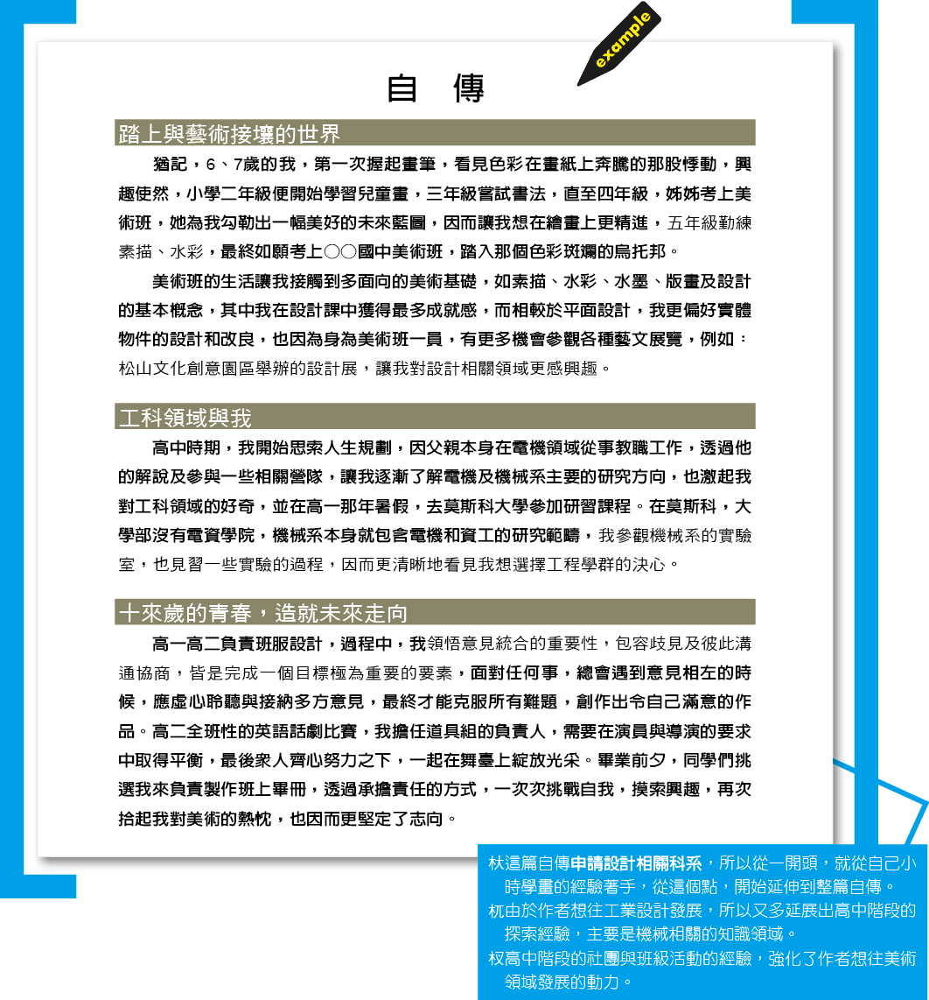 example
自　傳
踏上與藝術接壤的世界
猶記，6、7歲的我，第一次握起畫筆，看見色彩在畫紙上奔騰的那股悸動，興
趣使然，小學二年級便開始學習兒童畫，三年級嘗試書法，直至四年級，姊姊考上美
術班，她為我勾勒出一幅美好的未來藍圖，因而讓我想在繪畫上更精進，五年級勤練
素描、水彩，最終如願考上○○國中美術班，踏入那個色彩斑斕的烏托邦。
美術班的生活讓我接觸到多面向的美術基礎，如素描、水彩、水墨、版畫及設計
的基本概念，其中我在設計課中獲得最多成就感，而相較於平面設計，我更偏好實體
物件的設計和改良，也因為身為美術班一員，有更多機會參觀各種藝文展覽，例如：
松山文化創意園區舉辦的設計展，讓我對設計相關領域更感興趣。
工科領域與我
高中時期，我開始思索人生規劃，因父親本身在電機領域從事教職工作，透過他
的解說及參與一些相關營隊，讓我逐漸了解電機及機械系主要的研究方向，也激起我
對工科領域的好奇，並在高一那年暑假，去莫斯科大學參加研習課程。在莫斯科，大
學部沒有電資學院，機械系本身就包含電機和資工的研究範疇，我參觀機械系的實驗
室，也見習一些實驗的過程，因而更清晰地看見我想選擇工程學群的決心。
十來歲的青春，造就未來走向
高一高二負責班服設計，過程中，我領悟意見統合的重要性，包容歧見及彼此溝
通協商，皆是完成一個目標極為重要的要素，面對任何事，總會遇到意見相左的時
候，應虛心聆聽與接納多方意見，最終才能克服所有難題，創作出令自己滿意的作
品。高二全班性的英語話劇比賽，我擔任道具組的負責人，需要在演員與導演的要求
中取得平衡，最後眾人齊心努力之下，一起在舞臺上綻放光采。畢業前夕，同學們挑
選我來負責製作班上畢冊，透過承擔責任的方式，一次次挑戰自我，摸索興趣，再次
拾起我對美術的熱忱，也因而更堅定了志向。
杕這篇自傳申請設計相關科系，所以從一開頭，就從自己小
時學畫的經驗著手，從這個點，開始延伸到整篇自傳。
杌由於作者想往工業設計發展，所以又多延展出高中階段的
探索經驗，主要是機械相關的知識領域。
杈高中階段的社團與班級活動的經驗，強化了作者想往美術
領域發展的動力。